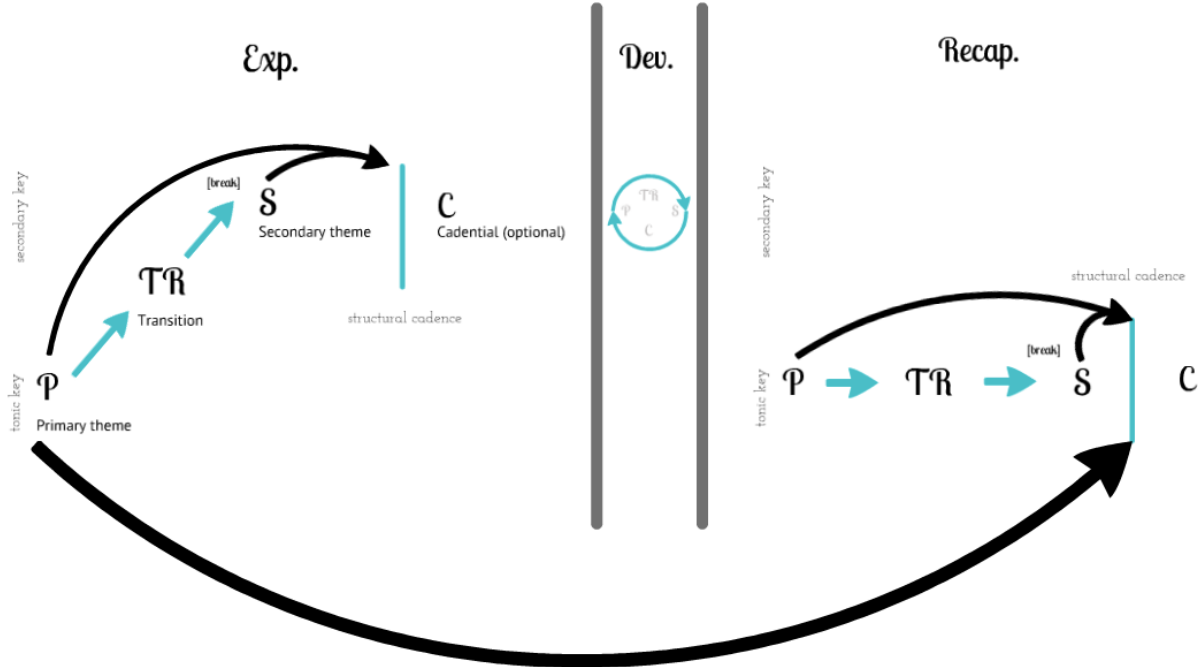 Exp.
secondary key
[break]
S
Secondary theme
C
Cadential (optional)
TR
Transition
structural cadence
tonic key
P
Primary theme
Dev.
TR
P
S
C
Recap.
secondary key
structural cadence
tonic key
P
TR
[break]
S
C